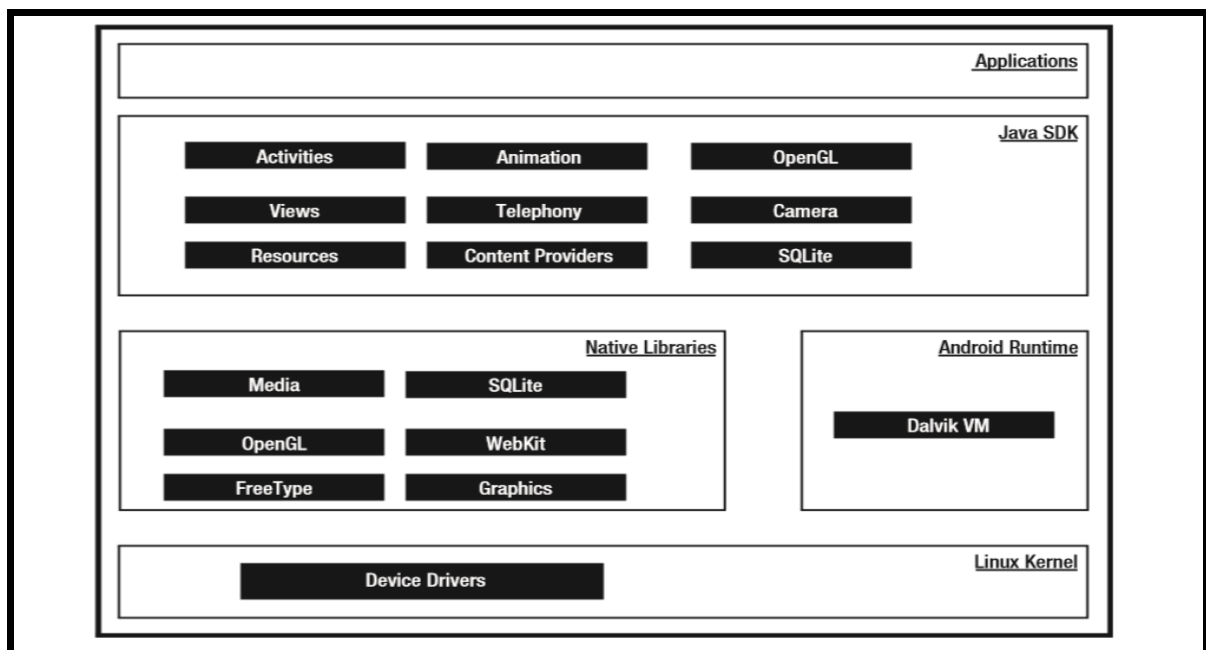 Applications
Java SDK
Activities Animation OpenGL
Views Telephony Camera
Resources Content Providers SQLite
Native Libraries
Media SQLite
OpenGL WebKit
FreeType Graphics
Android Runtime
Dalvik VM
Linux Kernel
Device Drivers